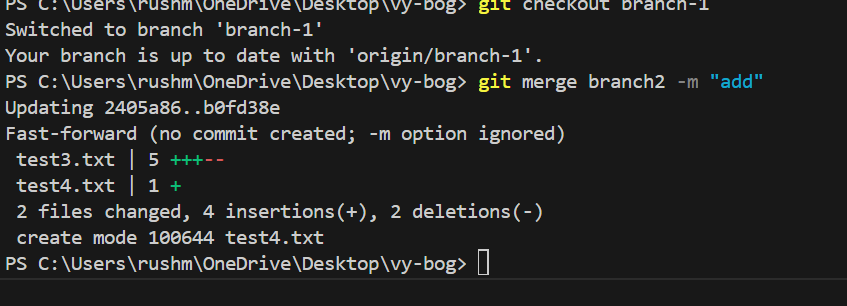 PS C:\Users\rushm\OneDrive\Desktop\vy-bog> git checkout branch-1
Switched to branch 'branch-1'
Your branch is up to date with 'origin/branch-1'.
PS C:\Users\rushm\OneDrive\Desktop\vy-bog> git merge branch2 -m "add"
Updating 2405a86..b0fd38e
Fast-forward (no commit created; -m option ignored)
 test3.txt | 5 +++--
 test4.txt | 1 +
 2 files changed, 4 insertions(+), 2 deletions(-)
 create mode 100644 test4.txt
PS C:\Users\rushm\OneDrive\Desktop\vy-bog>